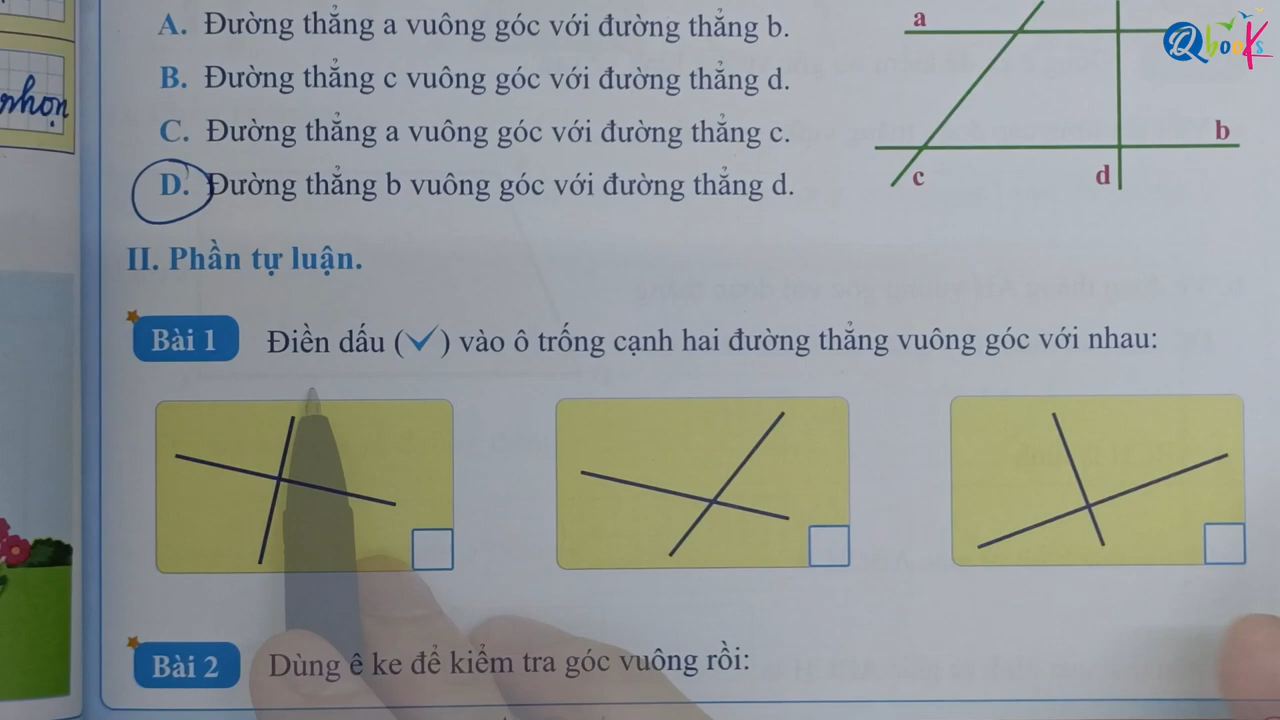 A. Đường thẳng a vuông góc với đường thẳng b.
B. Đường thẳng c vuông góc với đường thẳng d.
C. Đường thẳng a vuông góc với đường thẳng c.
D. Đường thẳng b vuông góc với đường thẳng d.
a
b
c
d
Qbooks
nhọn
II. Phần tự luận.
Bài 1 Điền dấu (✓) vào ô trống cạnh hai đường thẳng vuông góc với nhau:
Bài 2 Dùng ê ke để kiểm tra góc vuông rồi: